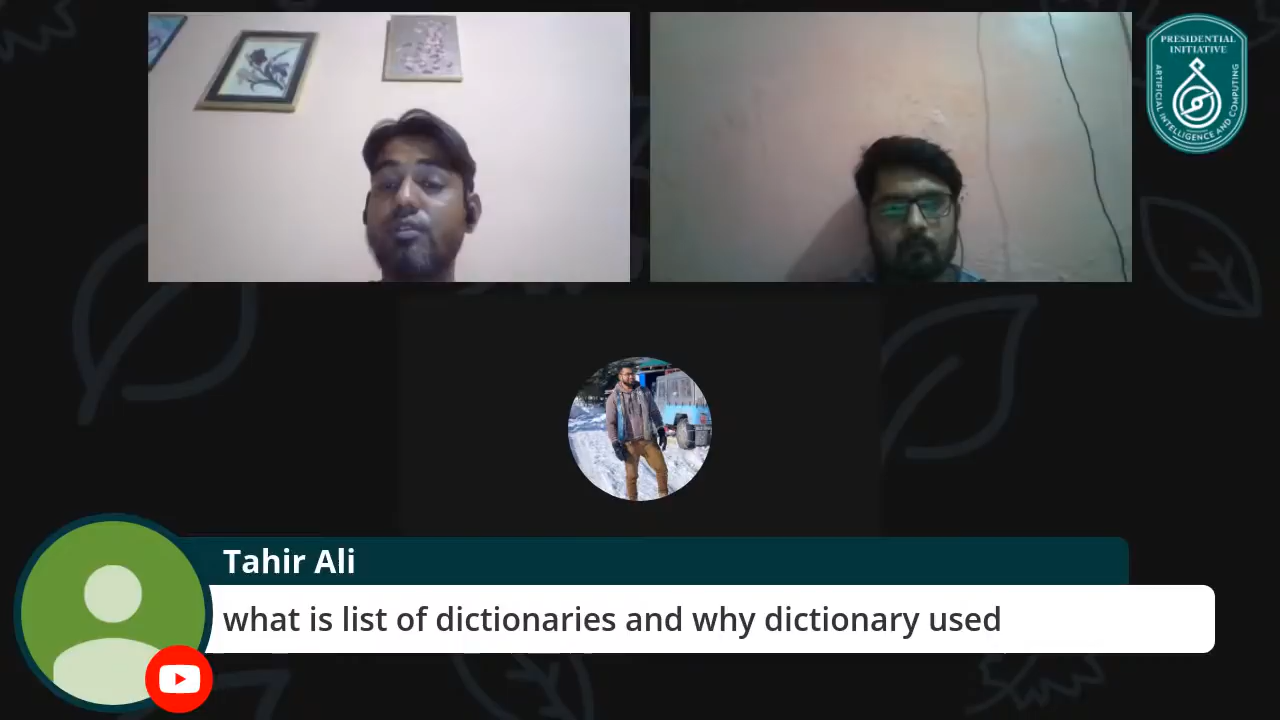 PRESIDENTIAL
INITIATIVE
ARTIFICIAL INTELLIGENCE AND COMPUTING
Tahir Ali
what is list of dictionaries and why dictionary used